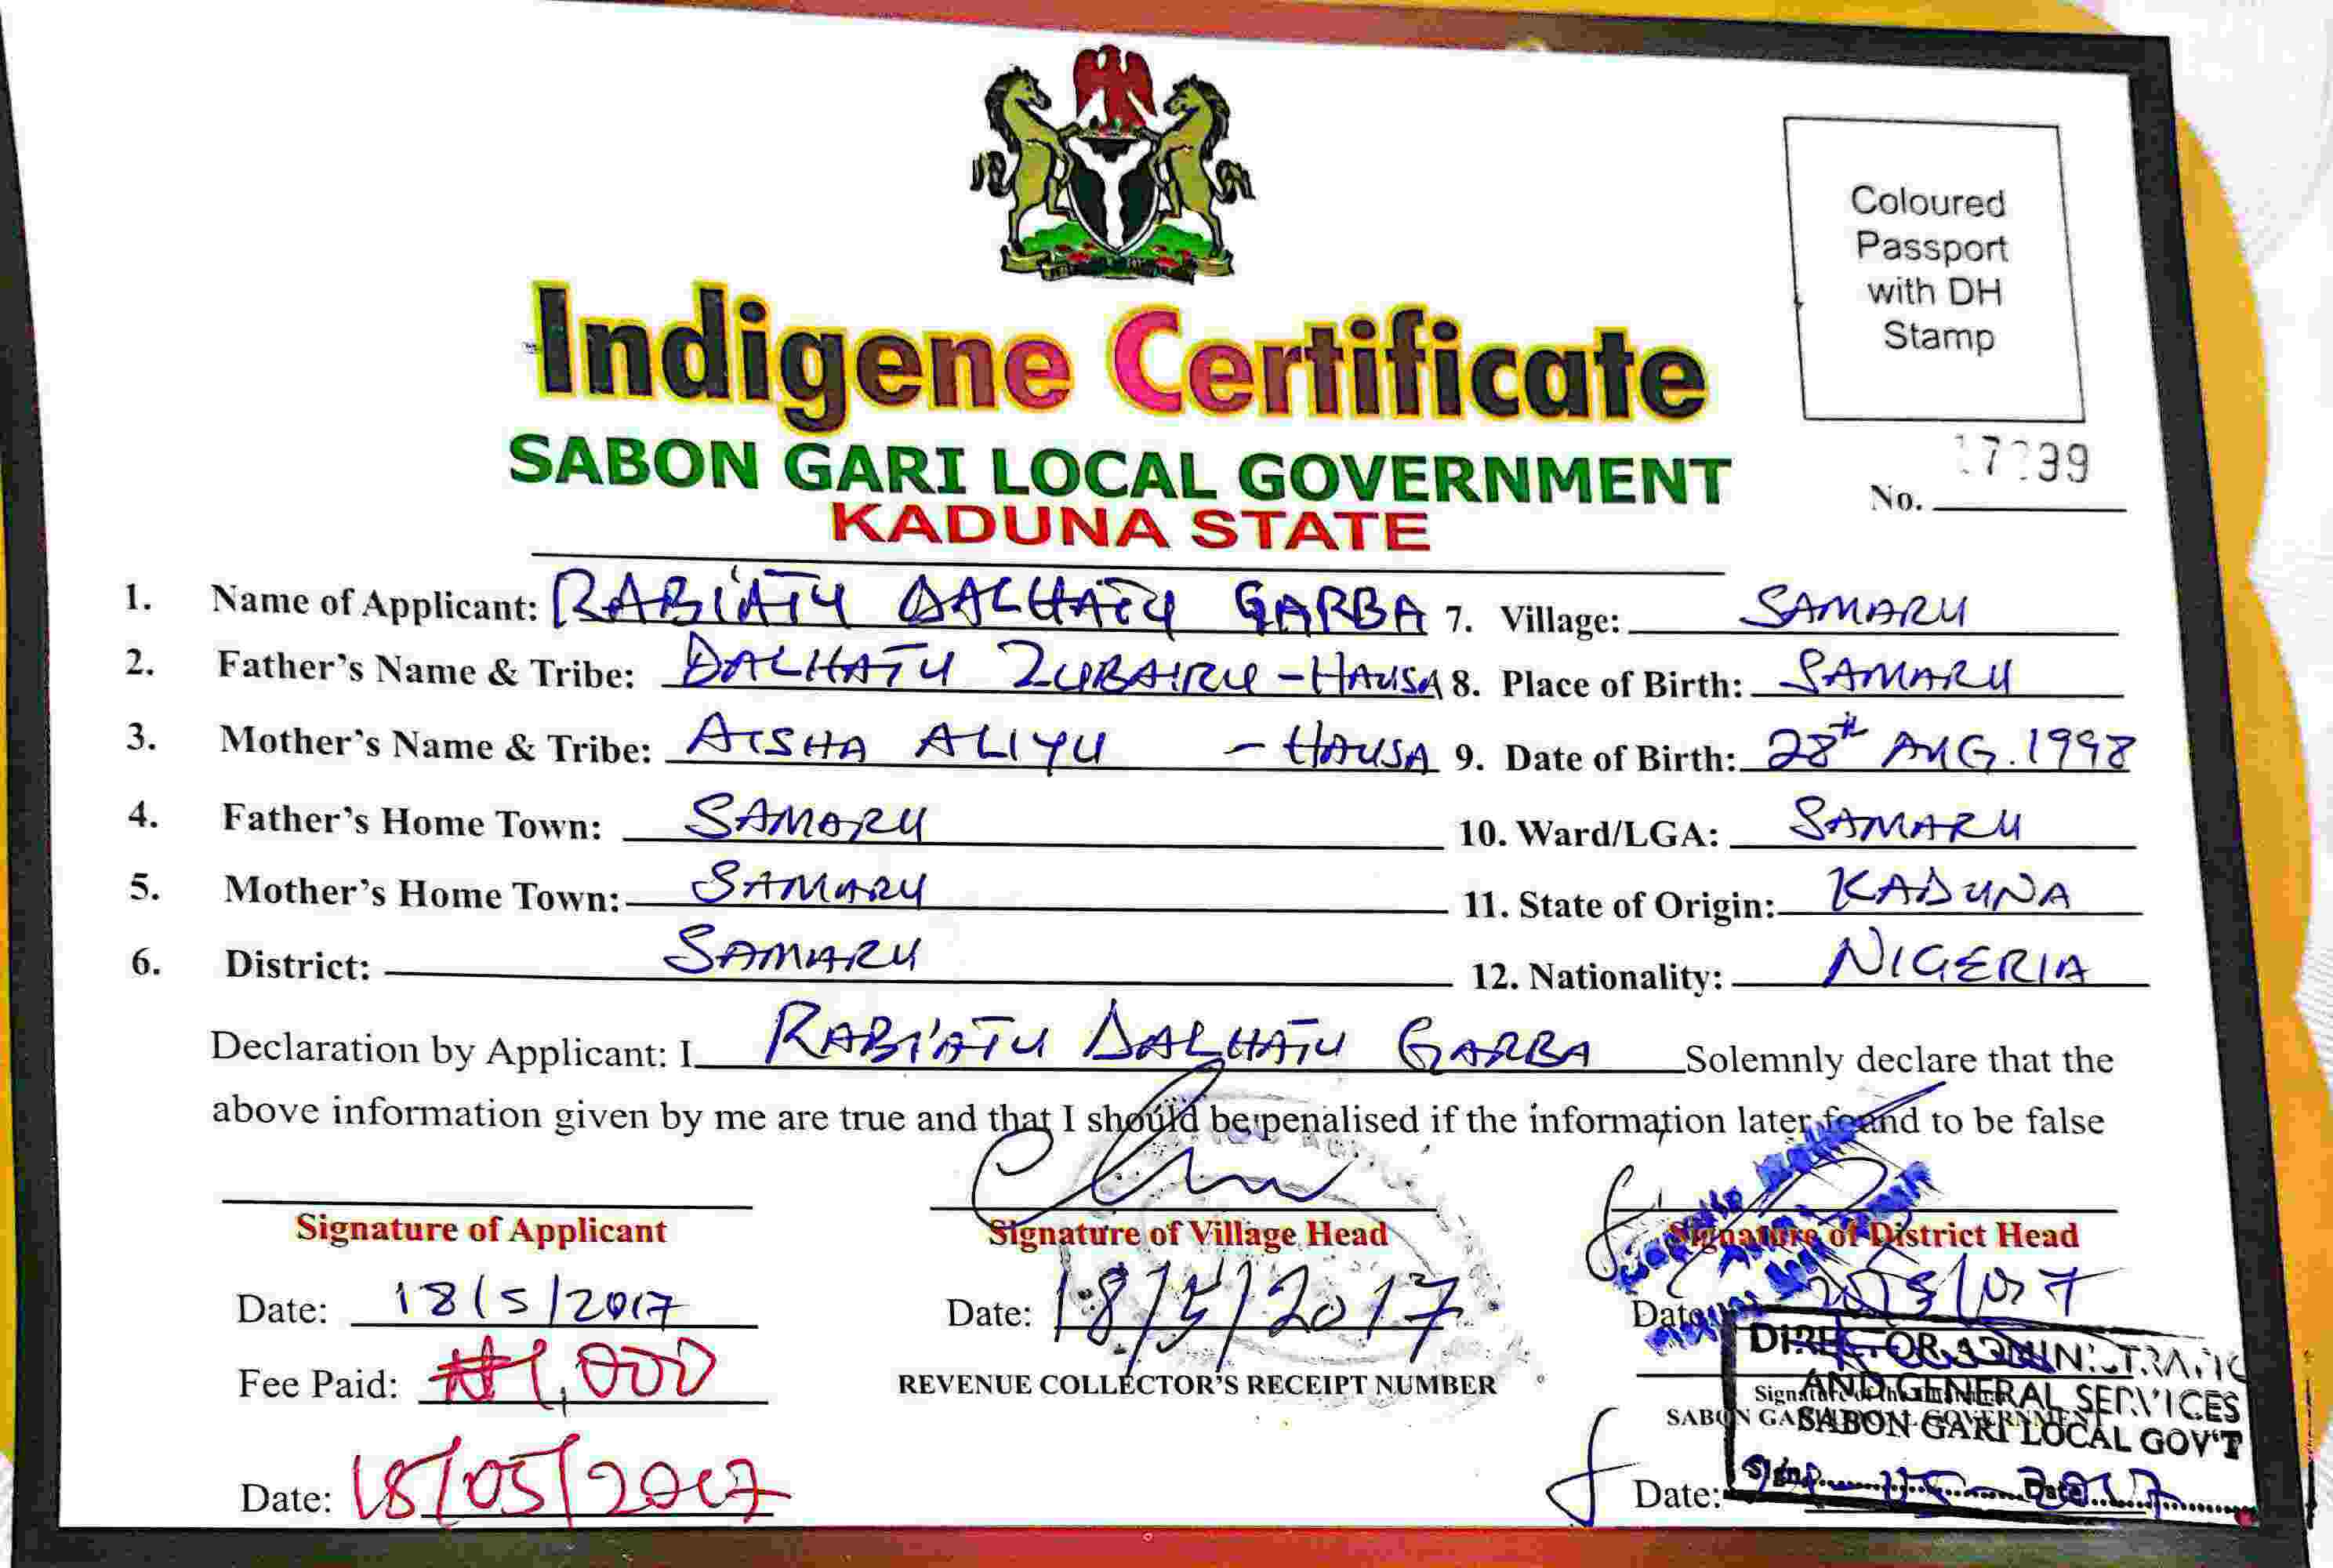 Coloured
Passport
with DH
Stamp
Indigene Certificate
SABON GARI LOCAL GOVERNMENT
KADUNA STATE
No.
1. Name of Applicant: RABI'ATU DALHATU GARBA 7. Village: SAMARU
2. Father's Name & Tribe: DALHATU ZUBAIRU - HAUSA 8. Place of Birth: SAMARU
3. Mother's Name & Tribe: AISHA ALIYU - HAUSA 9. Date of Birth: 28th AUG. 1998
4. Father's Home Town: SAMARU 10. Ward/LGA: SAMARU
5. Mother's Home Town: SAMARU 11. State of Origin: KADUNA
6. District: SAMARU 12. Nationality: NIGERIA
Declaration by Applicant: I RABI'ATU DALHATU GARBA Solemnly declare that the
above information given by me are true and that I should be penalised if the information later found to be false
Signature of Applicant Signature of Village Head Signature of District Head
Date: 18/5/2017 Date: 18/5/2017 Date:
Fee Paid: ₦1,000 REVENUE COLLECTOR'S RECEIPT NUMBER
DIRECTOR ADMINISTRATIO
AND GENERAL SERVICES
SABON GARI LOCAL GOV'T
Date: 18/05/2017 Date: